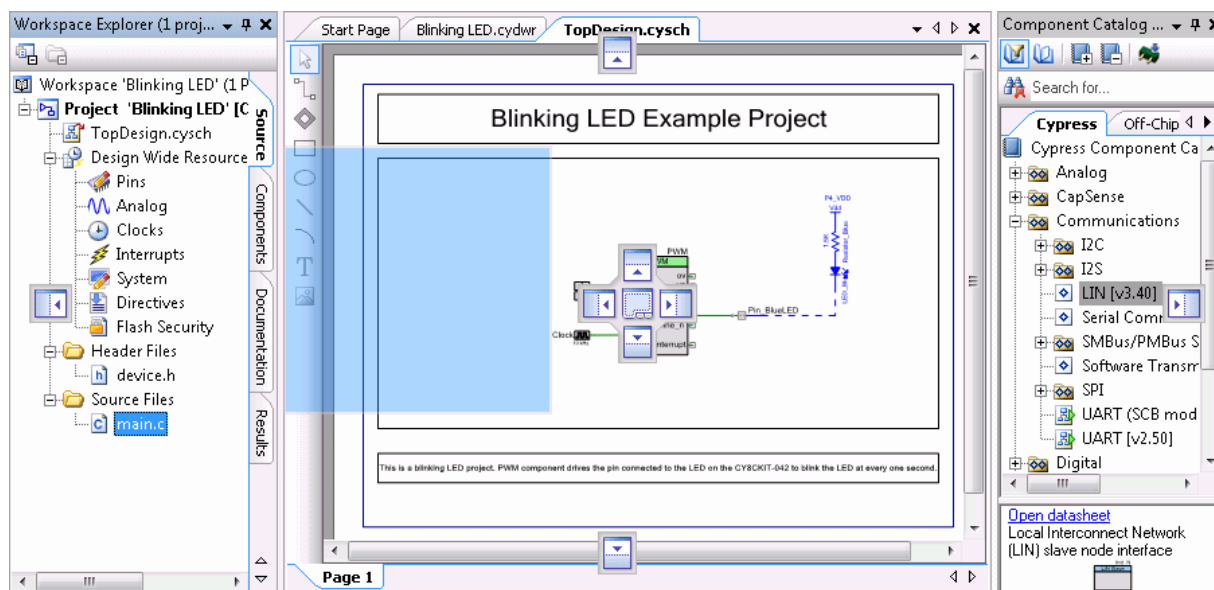 Workspace Explorer (1 proj...
Workspace 'Blinking LED' (1 P
Project 'Blinking LED' [C
TopDesign.cysch
Design Wide Resource
Pins
Analog
Clocks
Interrupts
System
Directives
Flash Security
Header Files
device.h
Source Files
main.c
Source
Components
Documentation
Results
Start Page
Blinking LED.cydwr
TopDesign.cysch
Blinking LED Example Project
P4_VDD
Vdd
Resistor_Blue
PWM
ov
Pin_BlueLED
Clock
interrupt
This is a blinking LED project. PWM component drives the pin connected to the LED on the CY8CKIT-042 to blink the LED at every one second.
Page 1
Component Catalog ...
Search for...
Cypress
Off-Chip
Cypress Component Ca
Analog
CapSense
Communications
I2C
I2S
LIN [v3.40]
Serial Comr
SMBus/PMBus S
Software Transm
SPI
UART (SCB mod
UART [v2.50]
Digital
Open datasheet
Local Interconnect Network
(LIN) slave node interface